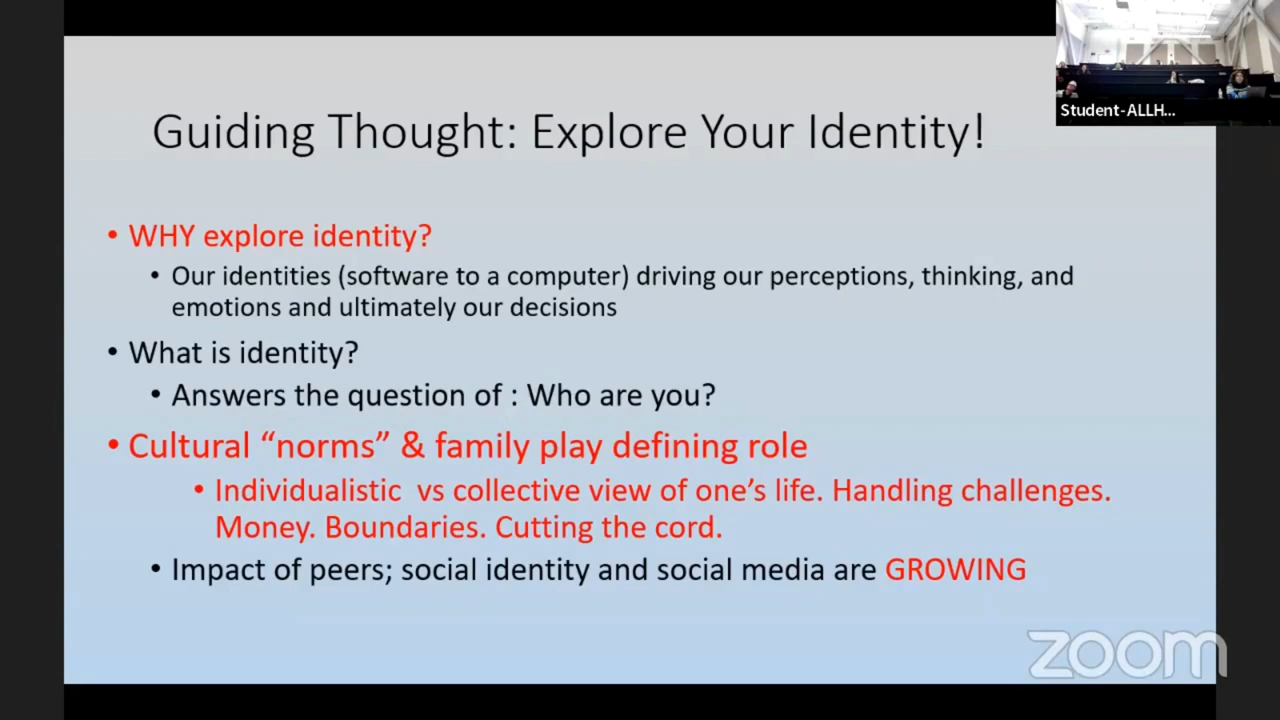 Student-ALLH...
Guiding Thought: Explore Your Identity!
• WHY explore identity?
• Our identities (software to a computer) driving our perceptions, thinking, and
emotions and ultimately our decisions
• What is identity?
• Answers the question of : Who are you?
• Cultural “norms” & family play defining role
• Individualistic  vs collective view of one’s life. Handling challenges.
Money. Boundaries. Cutting the cord.
• Impact of peers; social identity and social media are GROWING
zoom